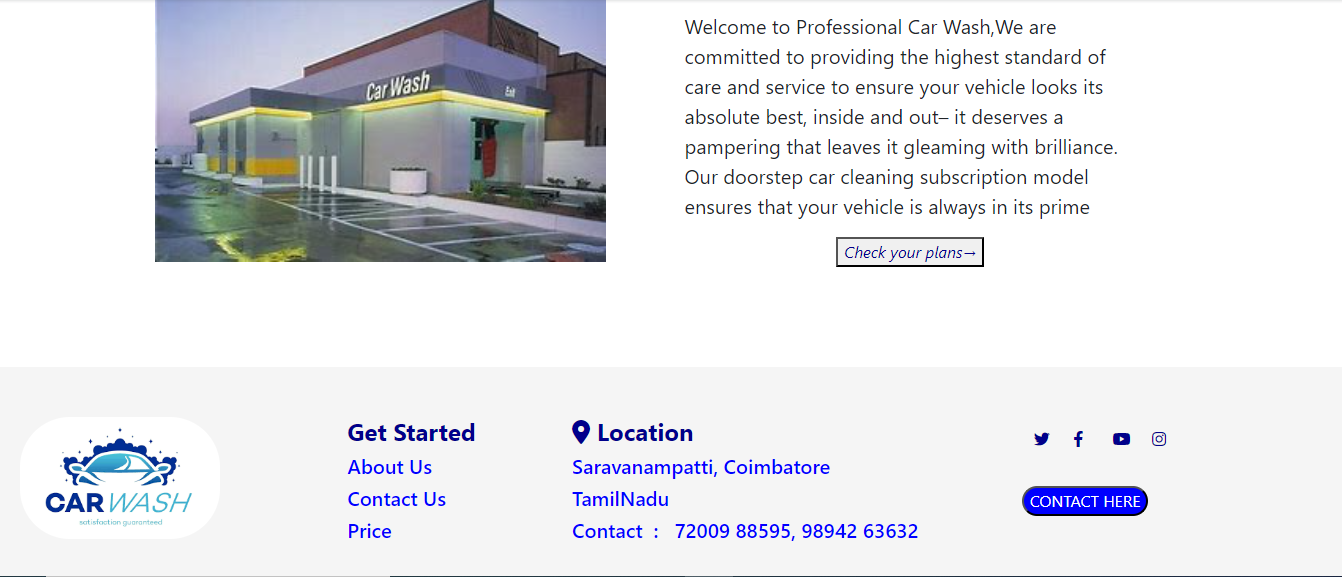 Car Wash
Exit
Welcome to Professional Car Wash,We are
committed to providing the highest standard of
care and service to ensure your vehicle looks its
absolute best, inside and out– it deserves a
pampering that leaves it gleaming with brilliance.
Our doorstep car cleaning subscription model
ensures that your vehicle is always in its prime
Check your plans→
CAR WASH
satisfaction guaranteed
Get Started
About Us
Contact Us
Price
Location
Saravanampatti, Coimbatore
TamilNadu
Contact : 72009 88595, 98942 63632
CONTACT HERE